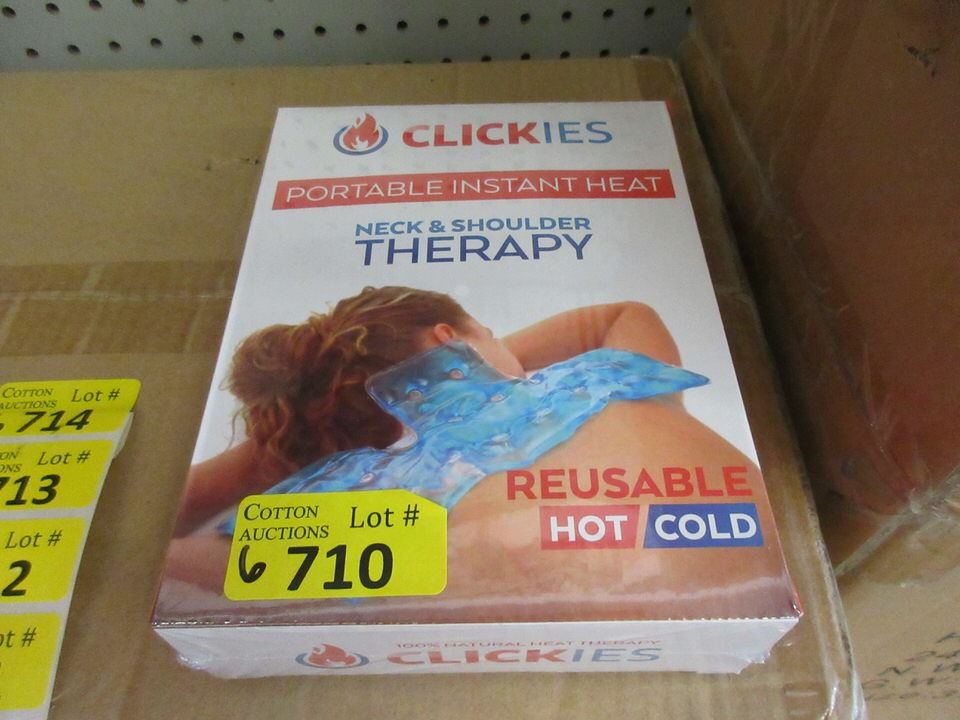 CLICKIES
PORTABLE INSTANT HEAT
NECK & SHOULDER
THERAPY
REUSABLE
HOT / COLD
COTTON AUCTIONS Lot #
6 710
100% NATURAL HEAT THERAPY
CLICKIES
COTTON AUCTIONS Lot #
714
Lot #
713
Lot #
2
Lot #